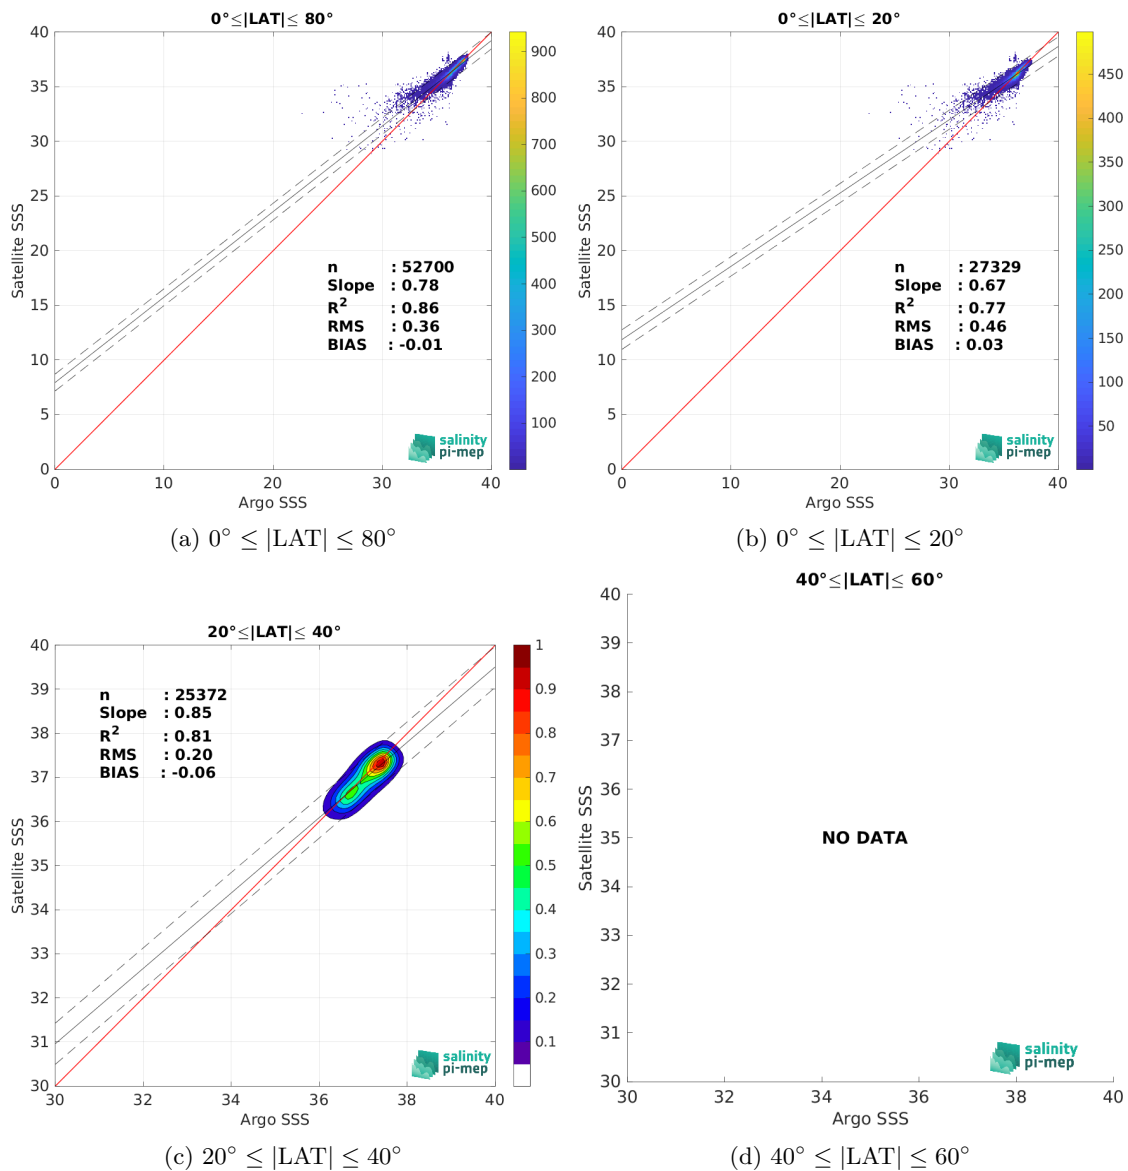 0°≤|LAT|≤ 80°
40
35
30
25
20
15
10
5
0
Satellite SSS
n : 52700
Slope : 0.78
R2 : 0.86
RMS : 0.36
BIAS : -0.01
salinity
pi-mep
0 10 20 30 40
Argo SSS
900
800
700
600
500
400
300
200
100
(a) 0° ≤ |LAT| ≤ 80°
0°≤|LAT|≤ 20°
40
35
30
25
20
15
10
5
0
Satellite SSS
n : 27329
Slope : 0.67
R2 : 0.77
RMS : 0.46
BIAS : 0.03
salinity
pi-mep
0 10 20 30 40
Argo SSS
450
400
350
300
250
200
150
100
50
(b) 0° ≤ |LAT| ≤ 20°
20°≤|LAT|≤ 40°
40
39
38
37
36
35
34
33
32
31
30
Satellite SSS
n : 25372
Slope : 0.85
R2 : 0.81
RMS : 0.20
BIAS : -0.06
salinity
pi-mep
30 32 34 36 38 40
Argo SSS
1
0.9
0.8
0.7
0.6
0.5
0.4
0.3
0.2
0.1
(c) 20° ≤ |LAT| ≤ 40°
40°≤|LAT|≤ 60°
40
39
38
37
36
35
34
33
32
31
30
Satellite SSS
NO DATA
salinity
pi-mep
30 32 34 36 38 40
Argo SSS
(d) 40° ≤ |LAT| ≤ 60°